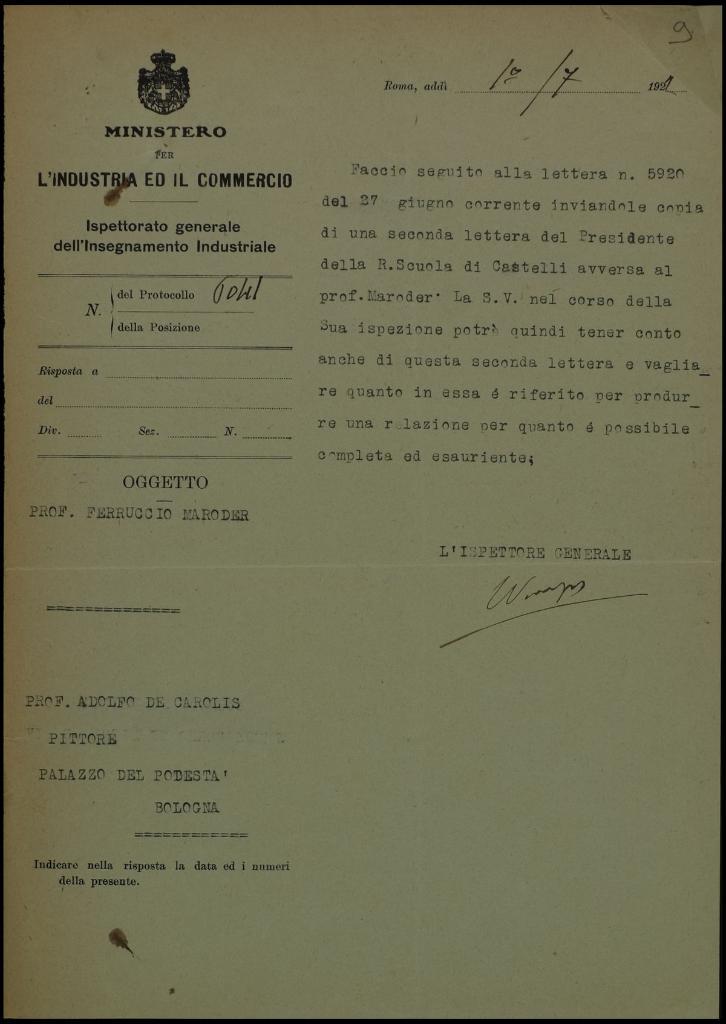 9
MINISTERO
PER
L'INDUSTRIA ED IL COMMERCIO
Ispettorato generale
dell'Insegnamento Industriale
N. del Protocollo 6041
della Posizione
Risposta a
del
Div. Sez. N.
OGGETTO
PROF. FERRUCCIO MARODER
PROF. ADOLFO DE CAROLIS
PITTORE
PALAZZO DEL PODESTA'
BOLOGNA
Indicare nella risposta la data ed i numeri
della presente.
Roma, addì 1º/7 1921
Faccio seguito alla lettera n. 5920
del 27 giugno corrente inviandole copia
di una seconda lettera del Presidente
della R.Scuola di Castelli avversa al
prof.Maroder. La S.V. nel corso della
Sua ispezione potrà quindi tener conto
anche di questa seconda lettera e vaglia_
re quanto in essa é riferito per produr_
re una relazione per quanto é possibile
completa ed esauriente;
L'ISPETTORE GENERALE